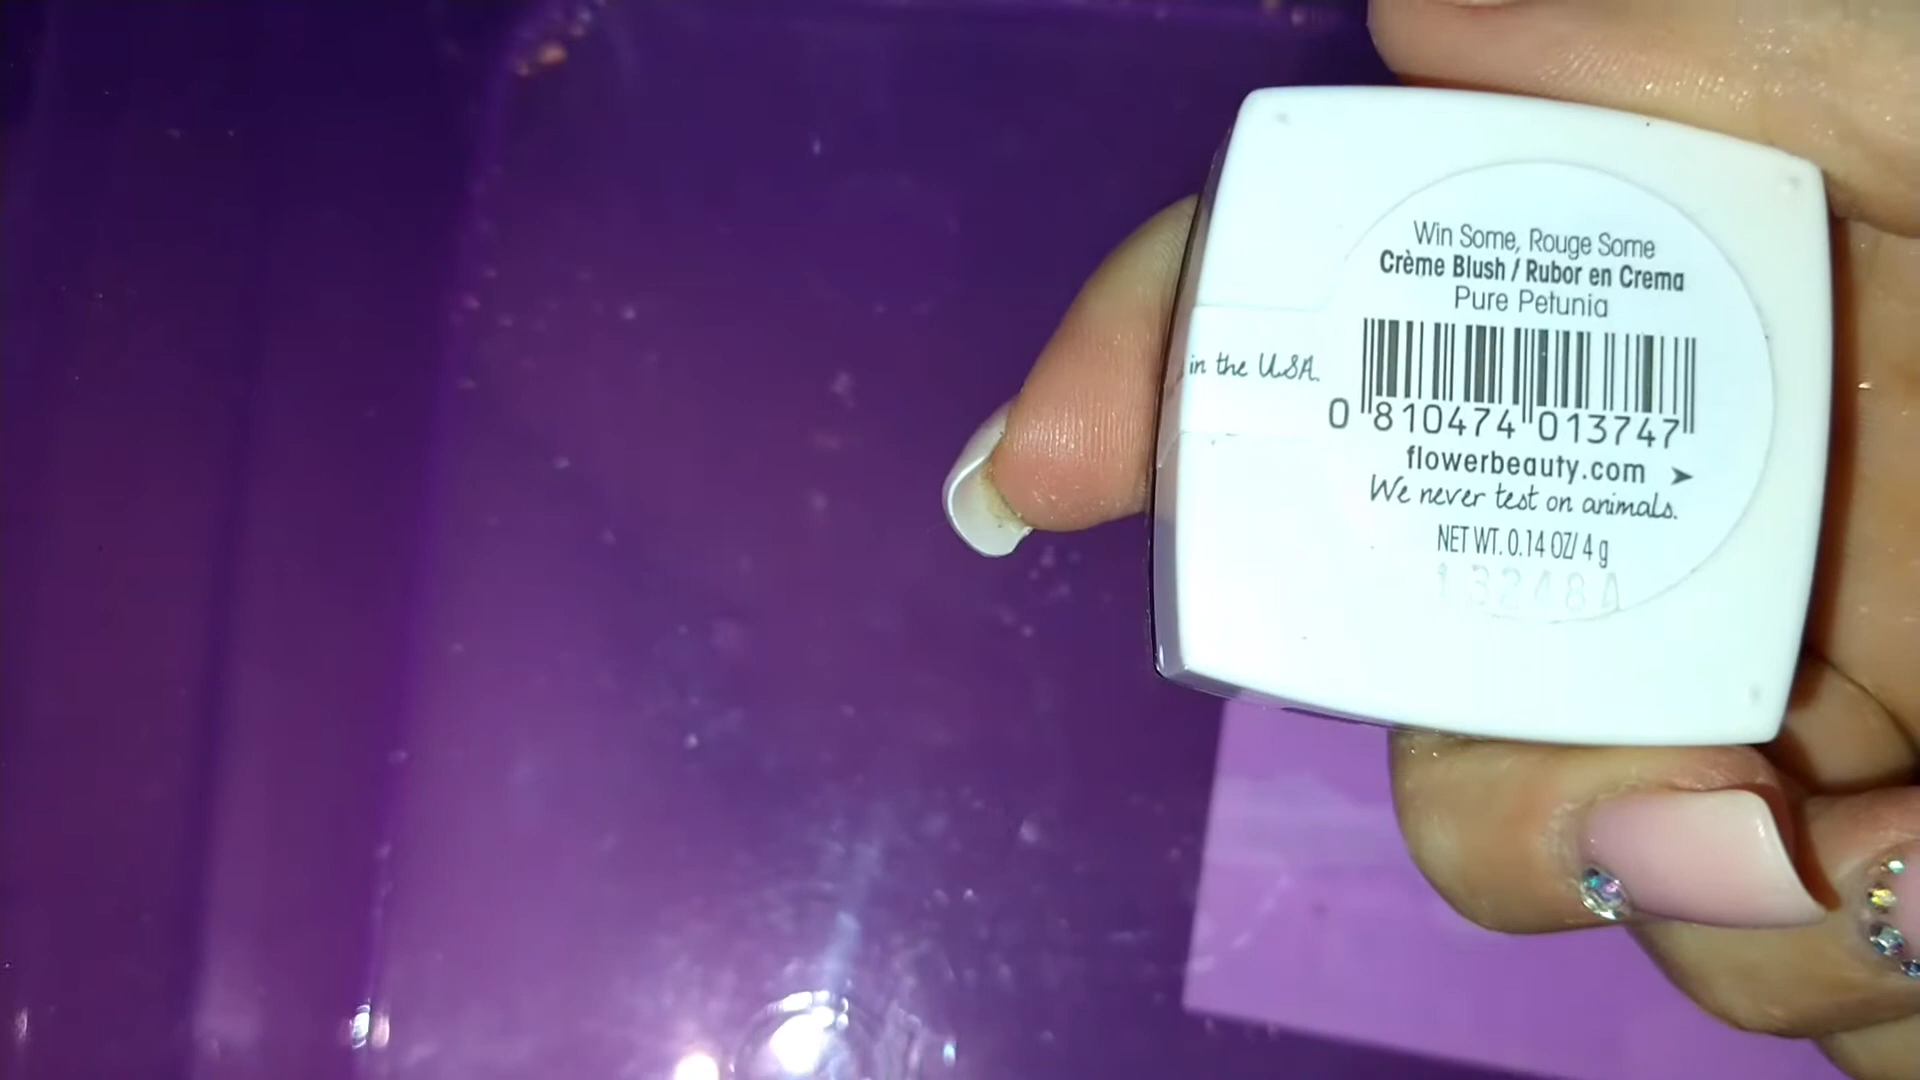 Win Some, Rouge Some
Crème Blush / Rubor en Crema
Pure Petunia
in the U.S.A.
0 810474 013747
flowerbeauty.com ➤
We never test on animals.
NET WT. 0.14 OZ/ 4 g
13248A